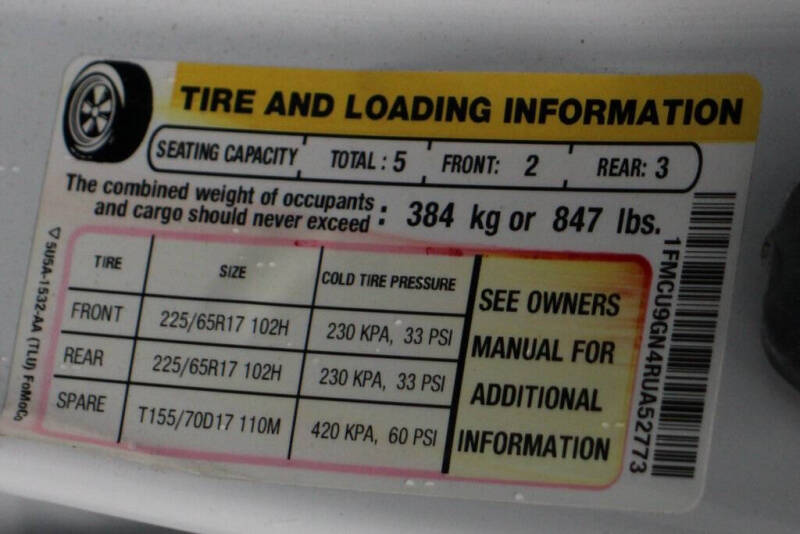 TIRE AND LOADING INFORMATION
SEATING CAPACITY TOTAL : 5 FRONT: 2 REAR: 3
The combined weight of occupants
and cargo should never exceed : 384 kg or 847 lbs.
TIRE SIZE COLD TIRE PRESSURE
FRONT 225/65R17 102H 230 KPA, 33 PSI
REAR 225/65R17 102H 230 KPA, 33 PSI
SPARE T155/70D17 110M 420 KPA, 60 PSI
SEE OWNERS
MANUAL FOR
ADDITIONAL
INFORMATION
1FMCU9GN4RUA52773
5U5A-1532-AA (TLU) FoMoCo